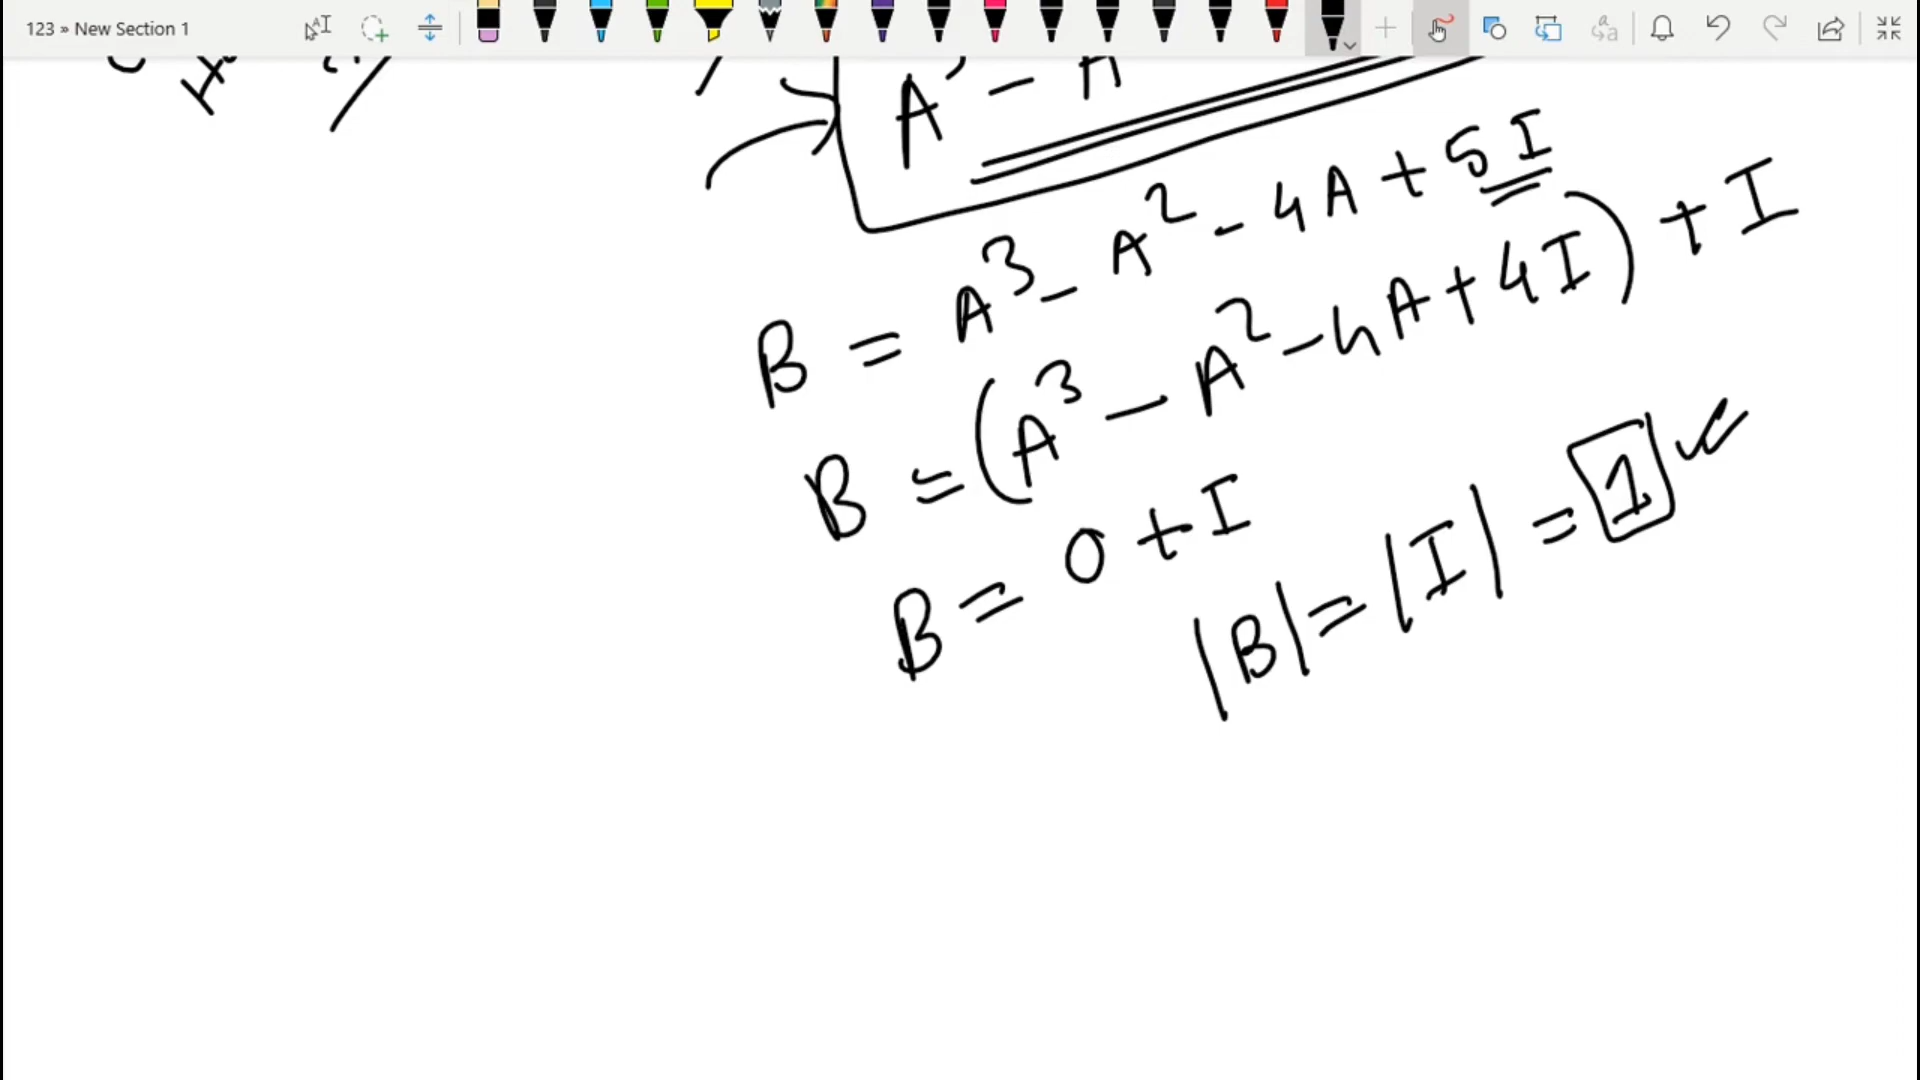 123 » New Section 1
A³ - A
B = A³ - A² - 4A + 5I
B = (A³ - A² - 4A + 4I) + I
B = 0 + I
|B| = |I| = 1